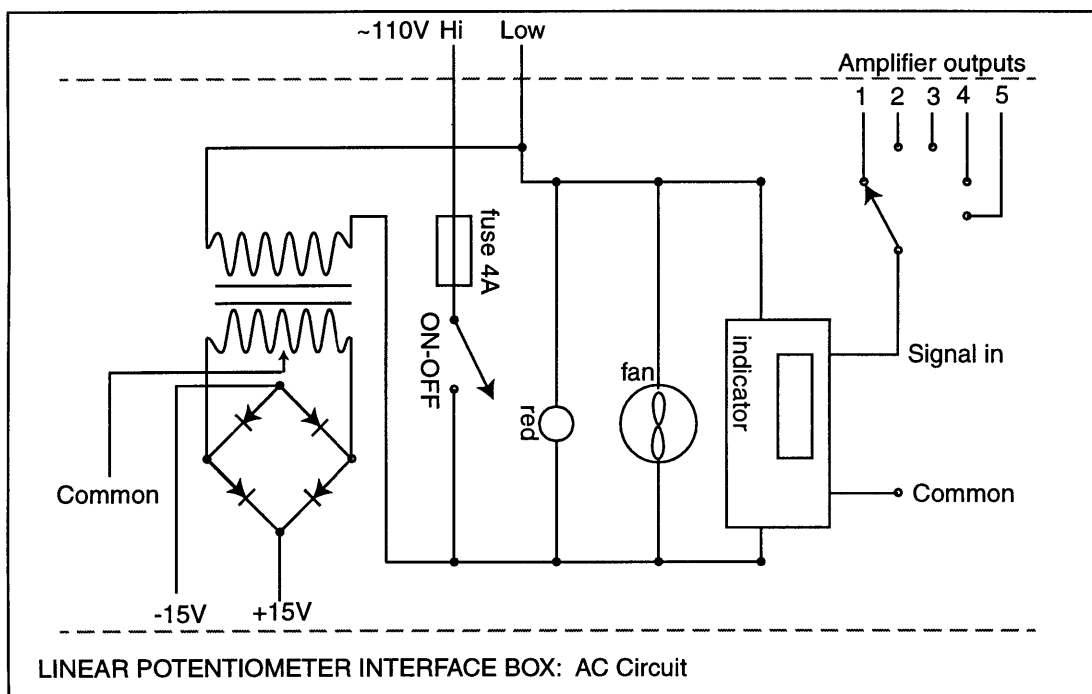 ~110V Hi Low
Amplifier outputs
1 2 3 4 5
fuse 4A
ON-OFF
red
fan
indicator
Signal in
Common
Common
-15V +15V
LINEAR POTENTIOMETER INTERFACE BOX: AC Circuit